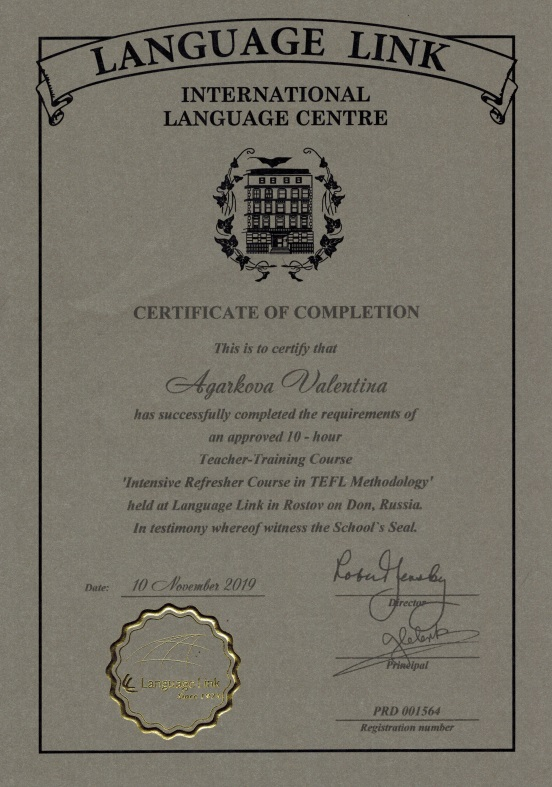 LANGUAGE LINK
INTERNATIONAL
LANGUAGE CENTRE
CERTIFICATE OF COMPLETION
This is to certify that
Agarkova Valentina
has successfully completed the requirements of
an approved 10 - hour
Teacher-Training Course
'Intensive Refresher Course in TEFL Methodology'
held at Language Link in Rostov on Don, Russia.
In testimony whereof witness the School`s Seal.
Date: 10 November 2019
Director
Principal
Language Link
PRD 001564
Registration number